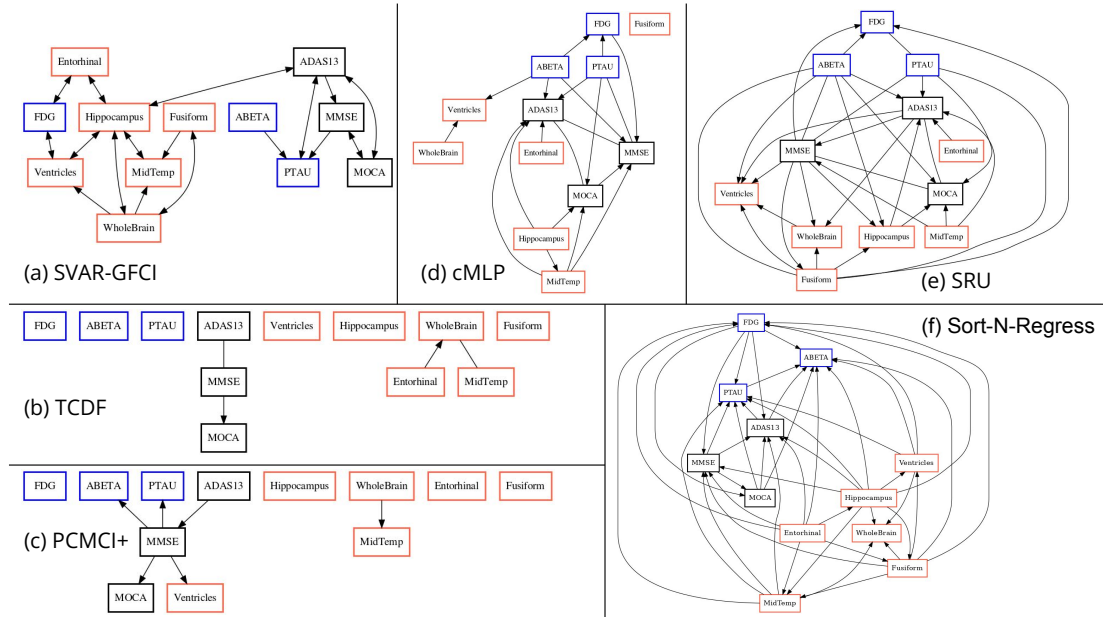 Entorhinal
ADAS13
FDG
Hippocampus
Fusiform
ABETA
MMSE
Ventricles
MidTemp
PTAU
MOCA
WholeBrain
(a) SVAR-GFCI
FDG
Fusiform
ABETA
PTAU
Ventricles
ADAS13
WholeBrain
Entorhinal
MMSE
MOCA
Hippocampus
MidTemp
(d) cMLP
FDG
ABETA
PTAU
ADAS13
MMSE
Entorhinal
Ventricles
MOCA
WholeBrain
Hippocampus
MidTemp
Fusiform
(e) SRU
FDG
ABETA
PTAU
ADAS13
Ventricles
Hippocampus
WholeBrain
Fusiform
MMSE
Entorhinal
MidTemp
MOCA
(b) TCDF
FDG
ABETA
PTAU
ADAS13
Hippocampus
WholeBrain
Entorhinal
Fusiform
MMSE
MidTemp
MOCA
Ventricles
(c) PCMCI+
(f) Sort-N-Regress
FDG
ABETA
PTAU
ADAS13
MMSE
Ventricles
MOCA
Hippocampus
Entorhinal
WholeBrain
Fusiform
MidTemp